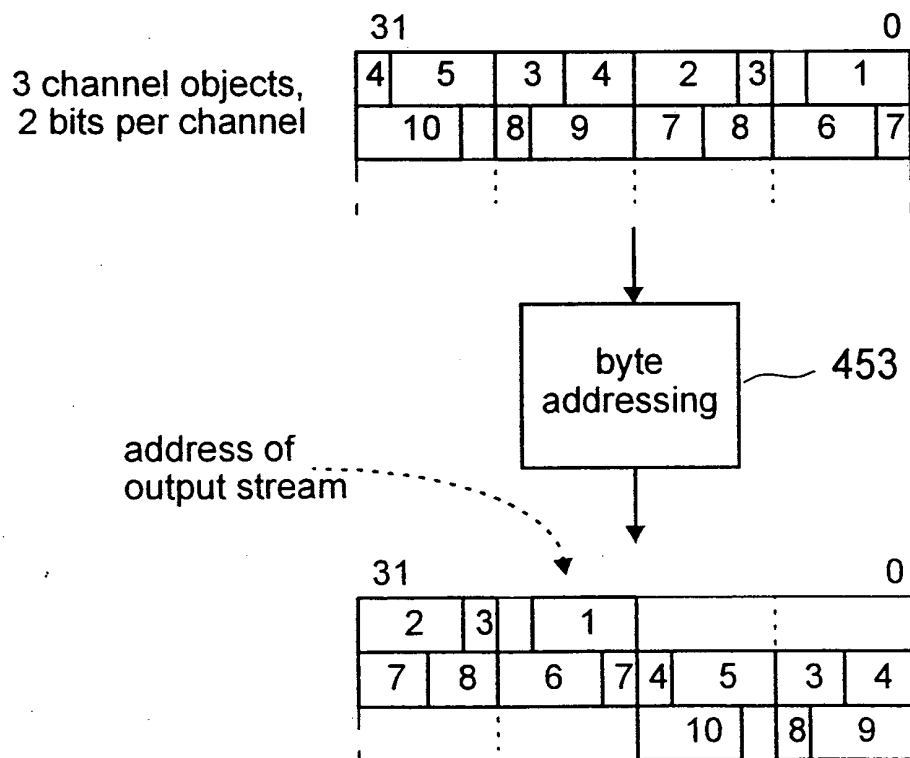 31 0
3 channel objects,
2 bits per channel
4 5 3 4 2 3 1
10 8 9 7 8 6 7
byte
addressing
453
address of
output stream
31 0
2 3 1
7 8 6 7 4 5 3 4
10 8 9